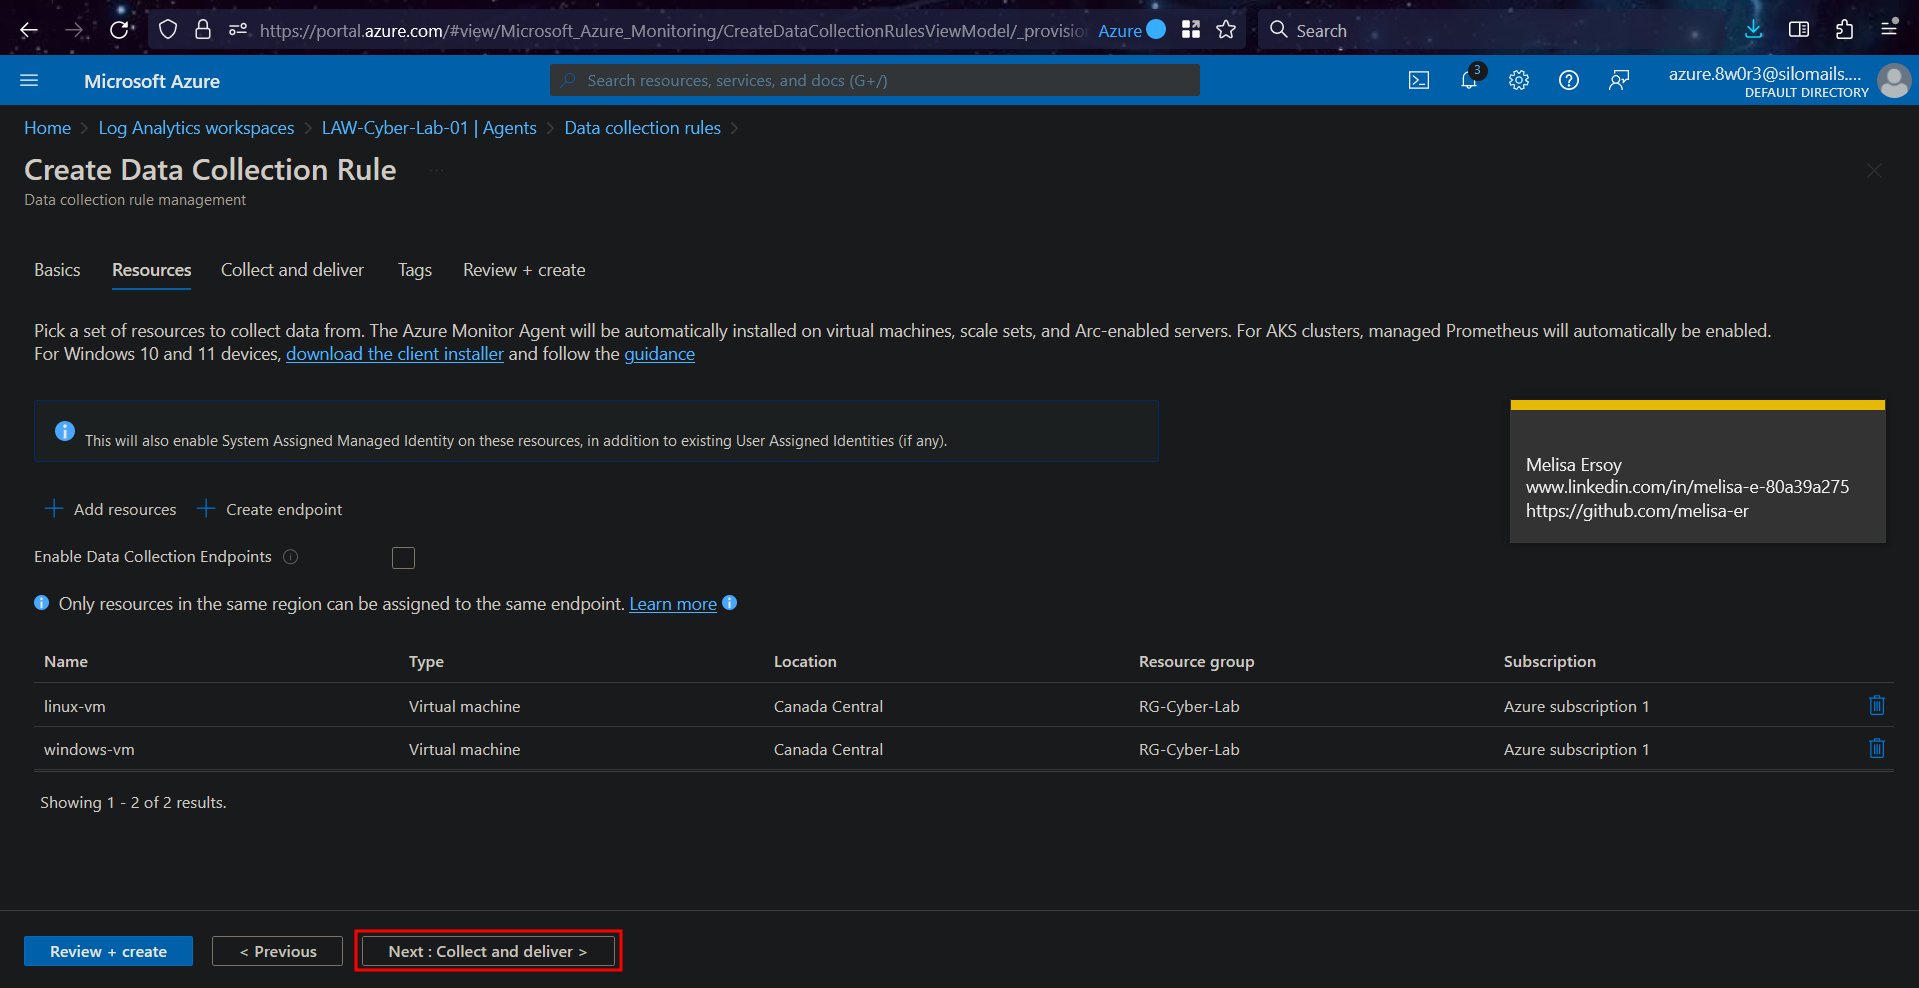 https://portal.azure.com/#view/Microsoft_Azure_Monitoring/CreateDataCollectionRulesViewModel/_provisio
Azure
Search
Microsoft Azure
Search resources, services, and docs (G+/)
3
azure.8w0r3@silomails....
DEFAULT DIRECTORY
Home > Log Analytics workspaces > LAW-Cyber-Lab-01 | Agents > Data collection rules >
Create Data Collection Rule ...
Data collection rule management
Basics Resources Collect and deliver Tags Review + create
Pick a set of resources to collect data from. The Azure Monitor Agent will be automatically installed on virtual machines, scale sets, and Arc-enabled servers. For AKS clusters, managed Prometheus will automatically be enabled.
For Windows 10 and 11 devices, download the client installer and follow the guidance
This will also enable System Assigned Managed Identity on these resources, in addition to existing User Assigned Identities (if any).
Melisa Ersoy
www.linkedin.com/in/melisa-e-80a39a275
https://github.com/melisa-er
+ Add resources + Create endpoint
Enable Data Collection Endpoints
Only resources in the same region can be assigned to the same endpoint. Learn more
Name Type Location Resource group Subscription
linux-vm Virtual machine Canada Central RG-Cyber-Lab Azure subscription 1
windows-vm Virtual machine Canada Central RG-Cyber-Lab Azure subscription 1
Showing 1 - 2 of 2 results.
Review + create < Previous Next : Collect and deliver >